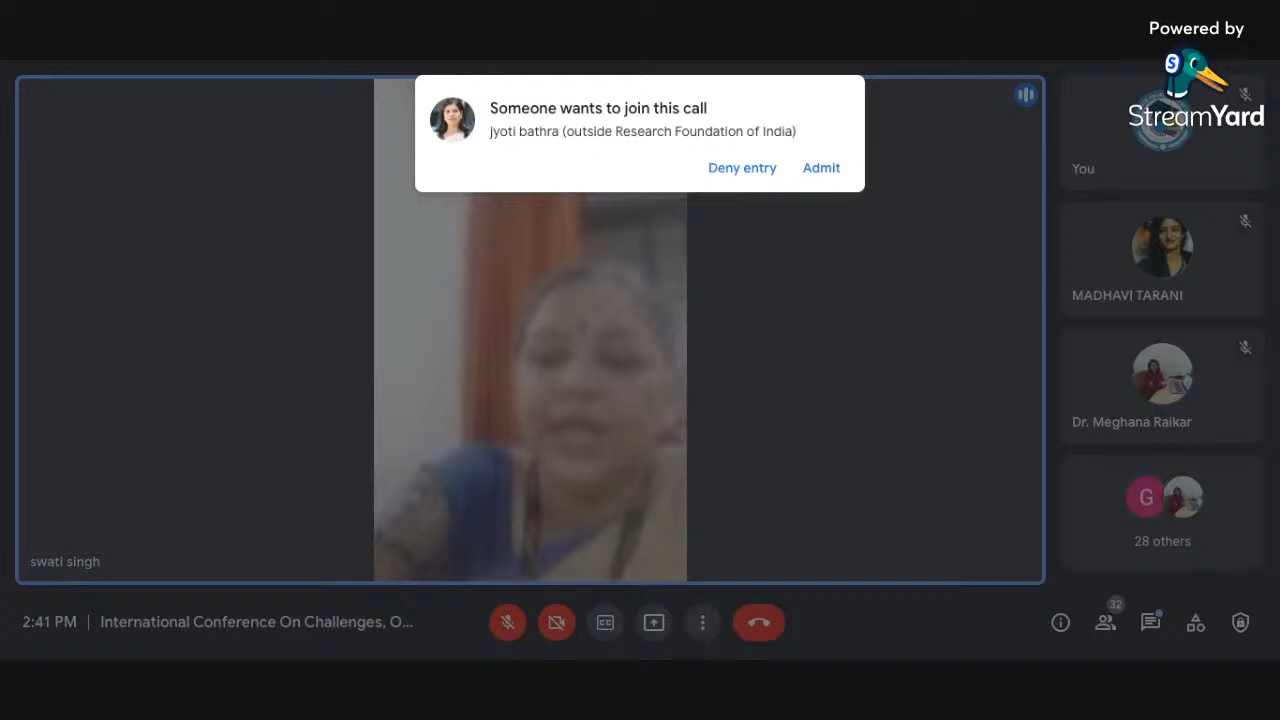 Powered by
StreamYard
Someone wants to join this call
jyoti bathra (outside Research Foundation of India)
Deny entry Admit
You
MADHAVI TARANI
Dr. Meghana Raikar
G
28 others
swati singh
2:41 PM | International Conference On Challenges, O...
CC
32